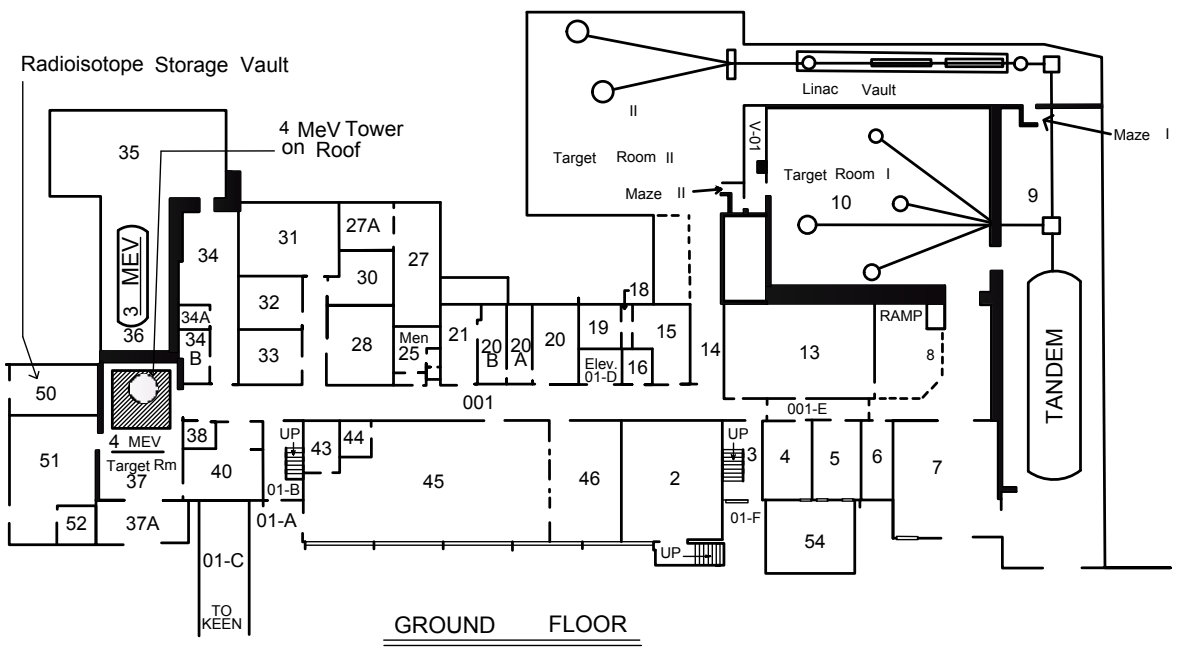 Radioisotope Storage Vault
4 MeV Tower
on Roof
Linac Vault
II
Target Room II
Maze II
V-01
Target Room I
10
Maze I
9
35
3 MEV
36
34
31
27A
27
30
32
34A
34
B
33
28
Men
25
21
20
B
20
A
20
18
19
Elev.
01-D
16
15
14
13
RAMP
8
TANDEM
50
001
001-E
4 MEV
Target Rm
37
51
52
37A
38
40
UP
01-B
01-A
43
44
45
46
2
UP
3
01-F
4
5
6
7
54
UP
01-C
TO
KEEN
GROUND FLOOR